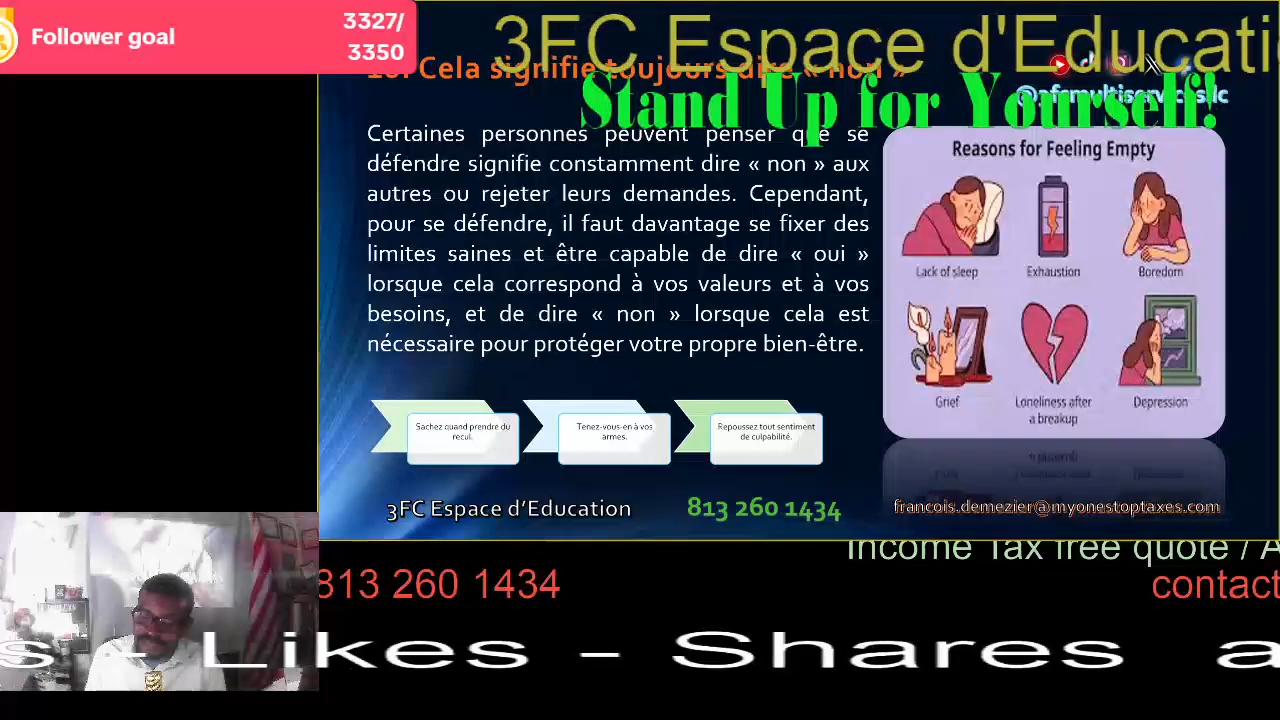 Follower goal
3327/
3350
3FC Espace d'Educati
Stand Up for Yourself!
Cela signifie toujours dire « non »
Certaines personnes peuvent penser que se
défendre signifie constamment dire « non » aux
autres ou rejeter leurs demandes. Cependant,
pour se défendre, il faut davantage se fixer des
limites saines et être capable de dire « oui »
lorsque cela correspond à vos valeurs et à vos
besoins, et de dire « non » lorsque cela est
nécessaire pour protéger votre propre bien-être.
Reasons for Feeling Empty
Lack of sleep
Exhaustion
Boredom
Grief
Loneliness after
a breakup
Depression
Sachez quand prendre du
recul.
Tenez-vous-en à vos
armes.
Repoussez tout sentiment
de culpabilité.
3FC Espace d’Education
813 260 1434
francois.demezier@myonestoptaxes.com
Income Tax free quote / A
813 260 1434
contact
s - Likes - Shares a